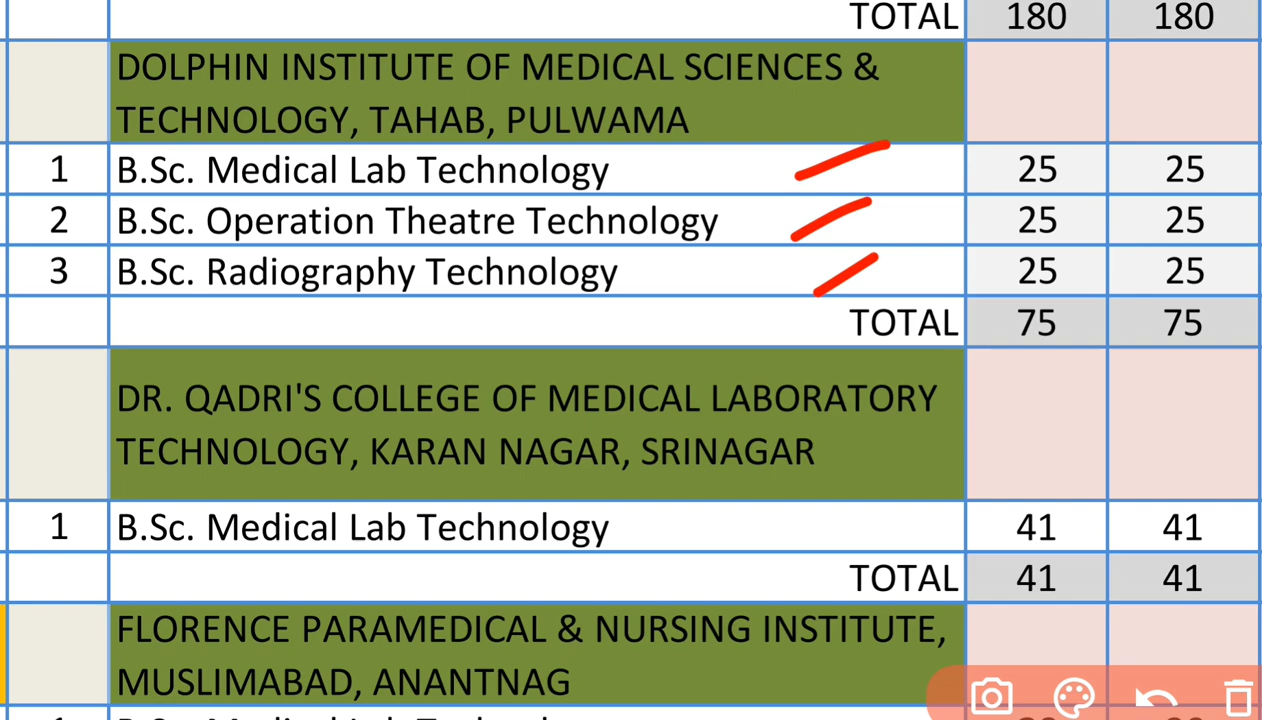 TOTAL 180 180
DOLPHIN INSTITUTE OF MEDICAL SCIENCES &
TECHNOLOGY, TAHAB, PULWAMA
1 B.Sc. Medical Lab Technology 25 25
2 B.Sc. Operation Theatre Technology 25 25
3 B.Sc. Radiography Technology 25 25
TOTAL 75 75
DR. QADRI'S COLLEGE OF MEDICAL LABORATORY
TECHNOLOGY, KARAN NAGAR, SRINAGAR
1 B.Sc. Medical Lab Technology 41 41
TOTAL 41 41
FLORENCE PARAMEDICAL & NURSING INSTITUTE,
MUSLIMABAD, ANANTNAG